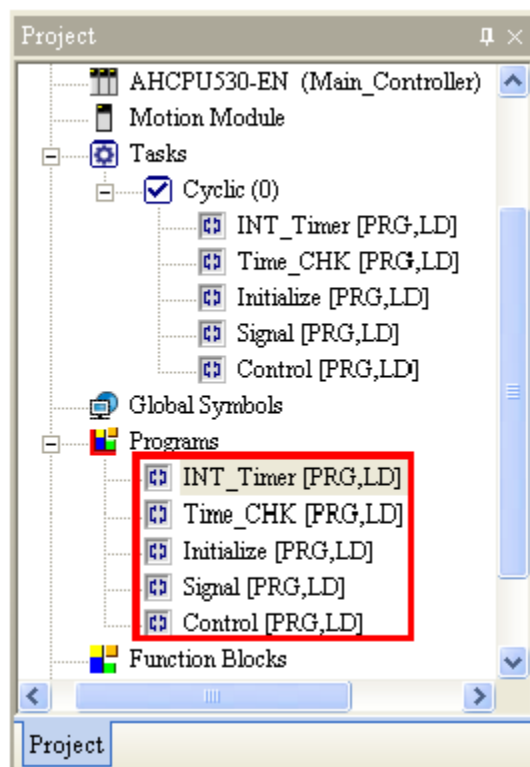 Project
AHCPU530-EN (Main_Controller)
Motion Module
Tasks
Cyclic (0)
INT_Timer [PRG,LD]
Time_CHK [PRG,LD]
Initialize [PRG,LD]
Signal [PRG,LD]
Control [PRG,LD]
Global Symbols
Programs
INT_Timer [PRG,LD]
Time_CHK [PRG,LD]
Initialize [PRG,LD]
Signal [PRG,LD]
Control [PRG,LD]
Function Blocks
Project